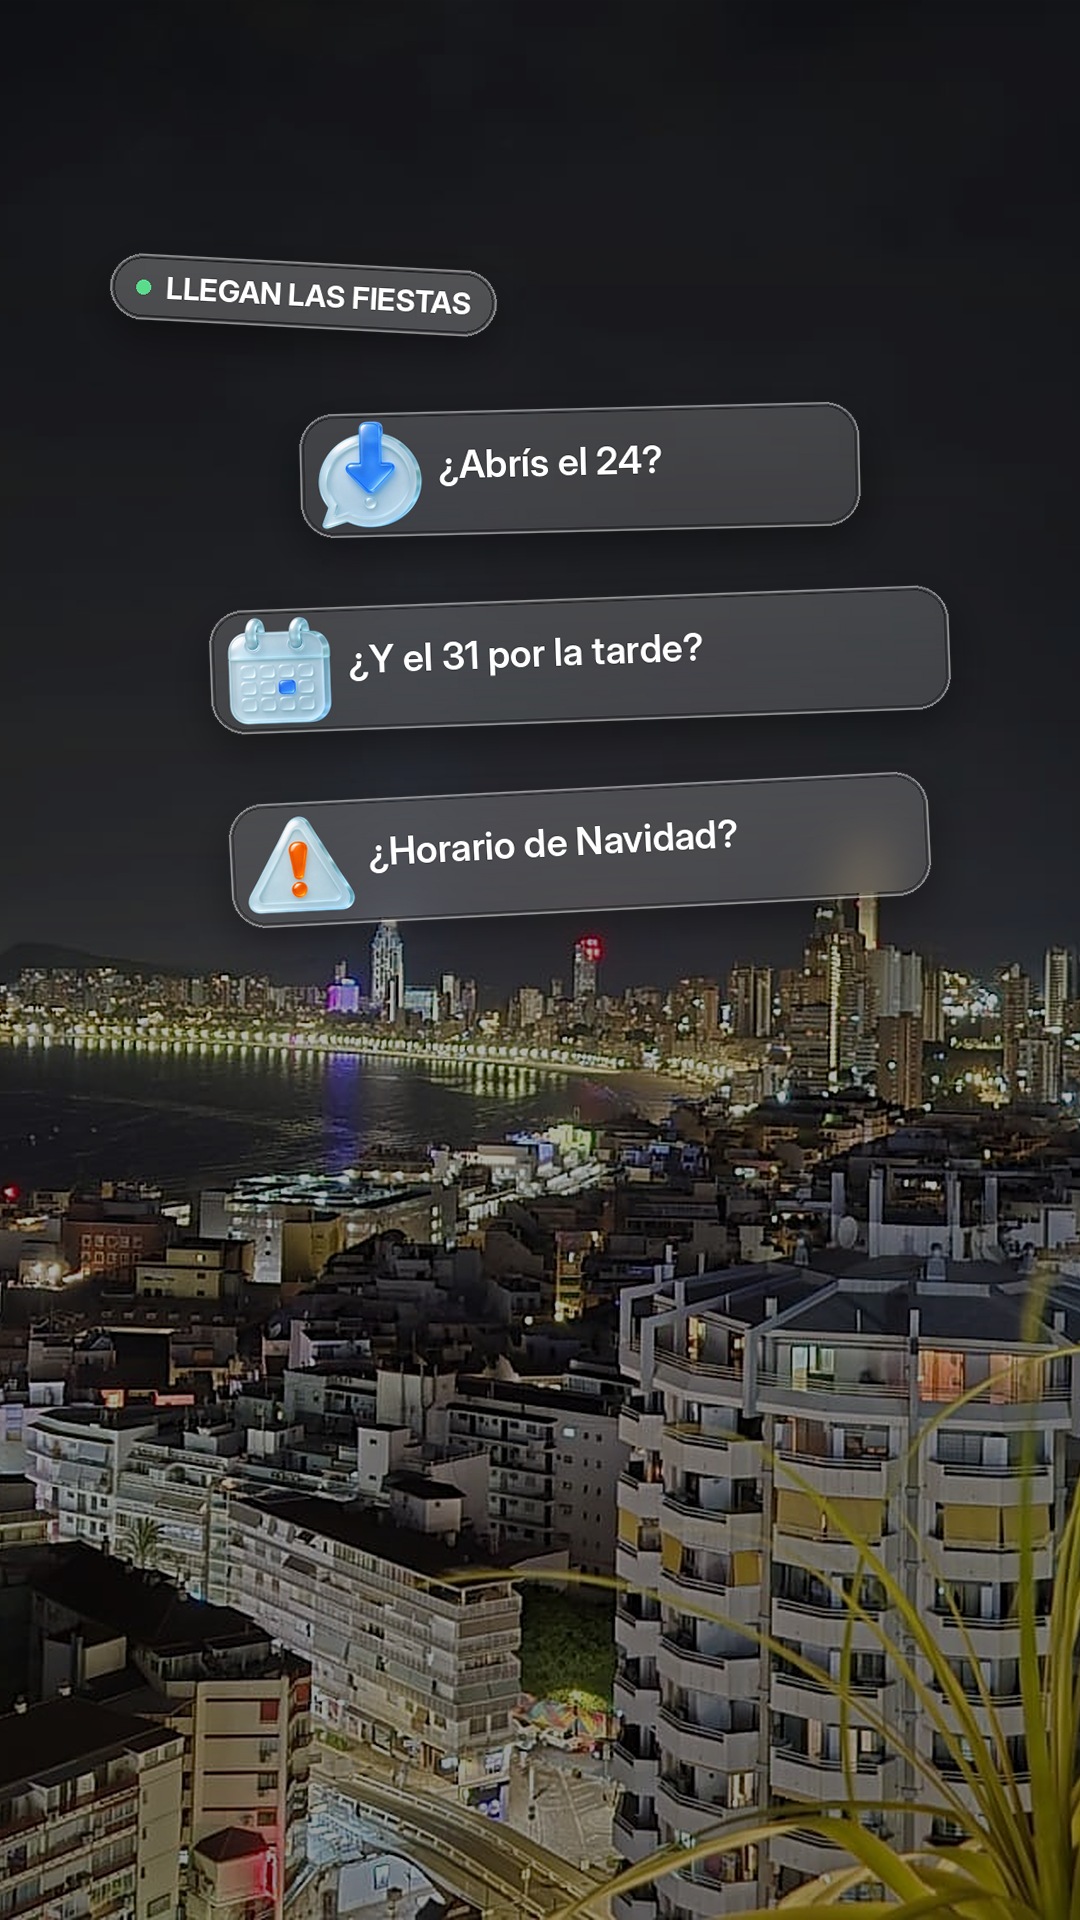 LLEGAN LAS FIESTAS
¿Abrís el 24?
¿Y el 31 por la tarde?
¿Horario de Navidad?